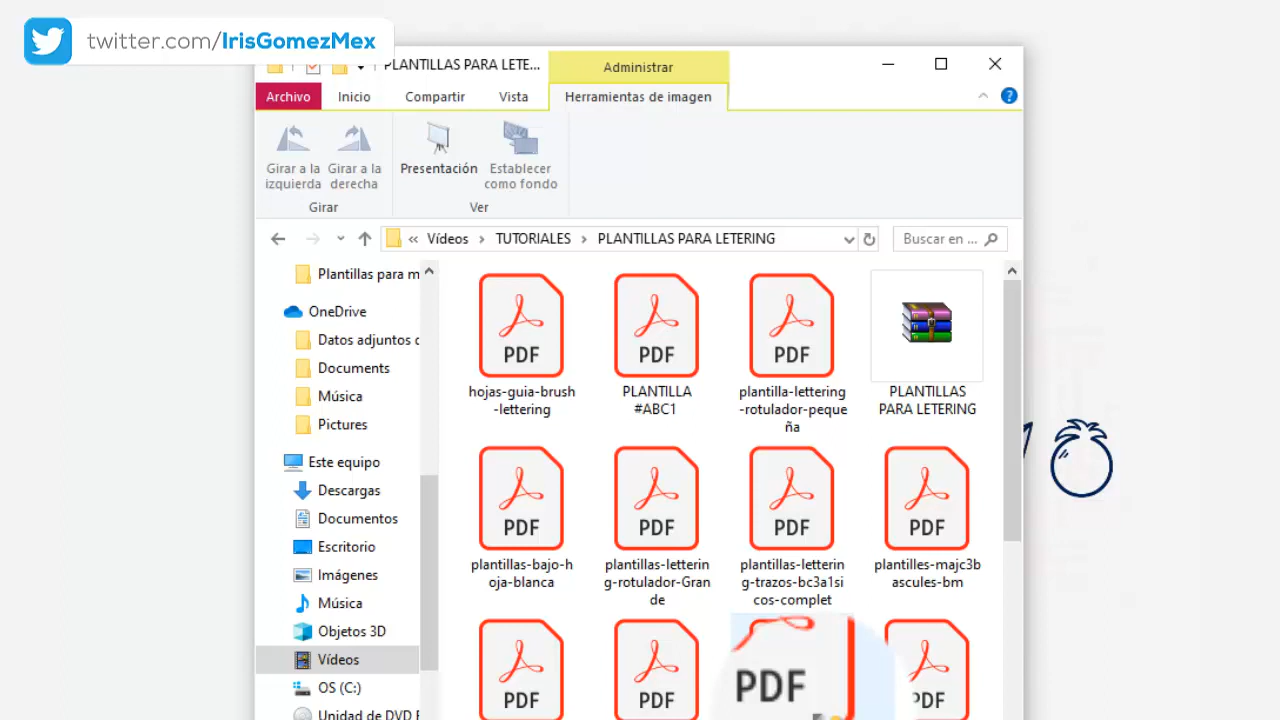 twitter.com/IrisGomezMex
PLANTILLAS PARA LETE...
Administrar
Archivo
Inicio
Compartir
Vista
Herramientas de imagen
?
Girar a la izquierda
Girar a la derecha
Presentación
Establecer como fondo
Girar
Ver
« Vídeos > TUTORIALES > PLANTILLAS PARA LETERING
Buscar en ...
Plantillas para m
OneDrive
Datos adjuntos
Documents
Música
Pictures
Este equipo
Descargas
Documentos
Escritorio
Imágenes
Música
Objetos 3D
Vídeos
OS (C:)
Unidad de DVD
PDF
PDF
PDF
hojas-guia-brush
-lettering
PLANTILLA
#ABC1
plantilla-lettering
-rotulador-peque
ña
PLANTILLAS
PARA LETERING
PDF
PDF
PDF
PDF
plantillas-bajo-h
oja-blanca
plantillas-letterin
g-rotulador-Gran
de
plantillas-letterin
g-trazos-bc3a1si
cos-complet
plantilles-majc3b
ascules-bm
PDF
PDF
PDF
PDF